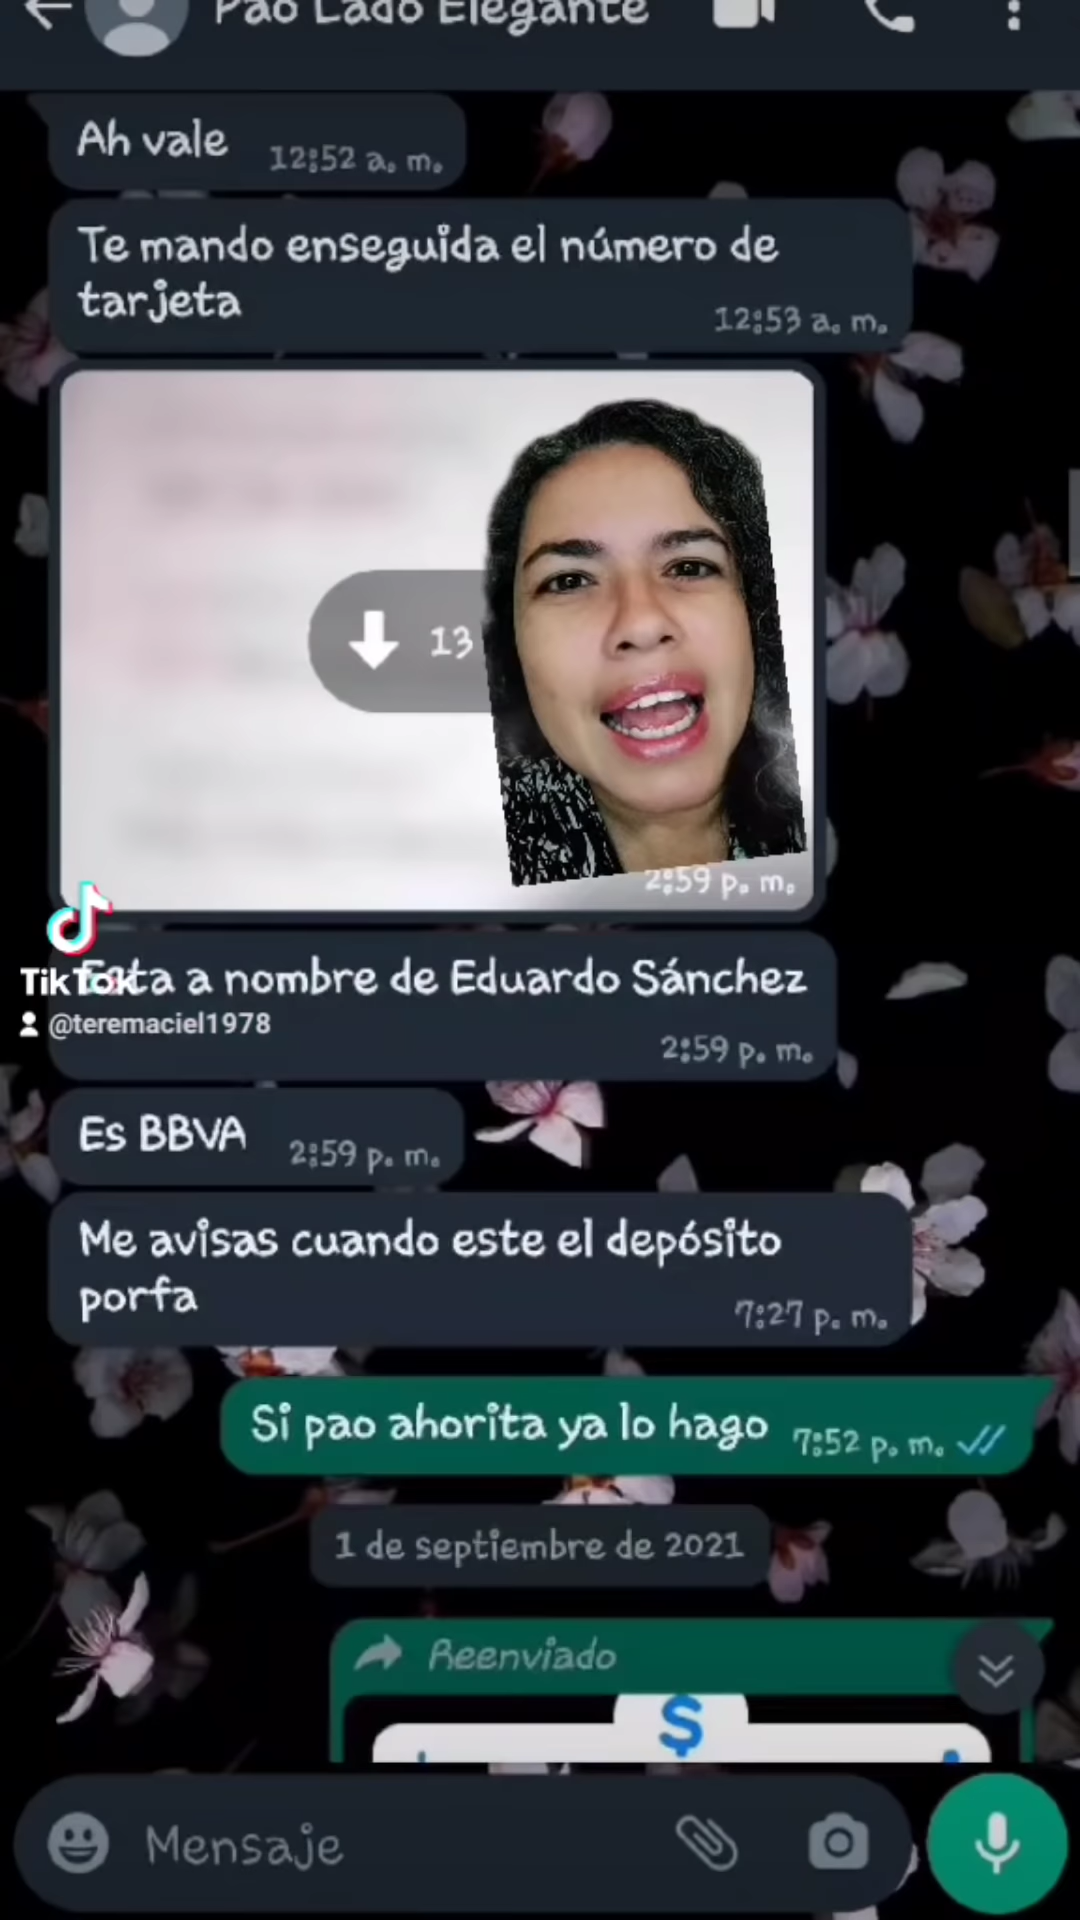 Pao Lado Elegante
Ah vale
12:52 a. m.
Te mando enseguida el número de
tarjeta
12:53 a. m.
13
2:59 p. m.
TikTok
Esta a nombre de Eduardo Sánchez
@teremaciel1978
2:59 p. m.
Es BBVA
2:59 p. m.
Me avisas cuando este el depósito
porfa
7:27 p. m.
Si pao ahorita ya lo hago
7:52 p. m.
1 de septiembre de 2021
Reenviado
$
Mensaje